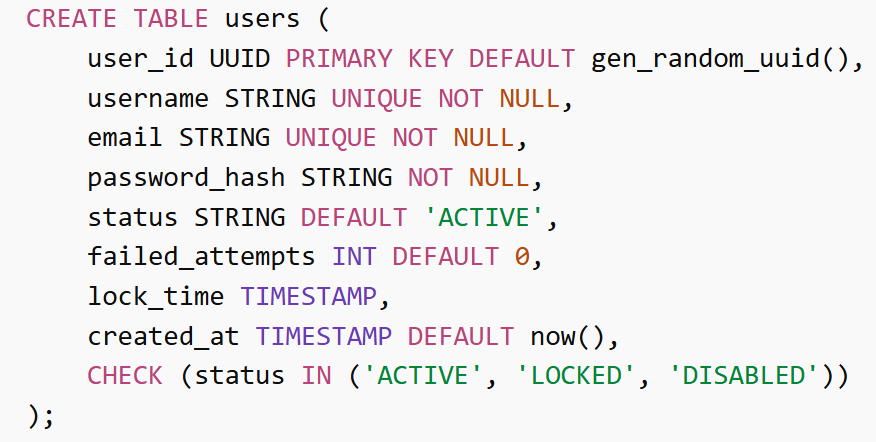 CREATE TABLE users (
    user_id UUID PRIMARY KEY DEFAULT gen_random_uuid(),
    username STRING UNIQUE NOT NULL,
    email STRING UNIQUE NOT NULL,
    password_hash STRING NOT NULL,
    status STRING DEFAULT 'ACTIVE',
    failed_attempts INT DEFAULT 0,
    lock_time TIMESTAMP,
    created_at TIMESTAMP DEFAULT now(),
    CHECK (status IN ('ACTIVE', 'LOCKED', 'DISABLED'))
);